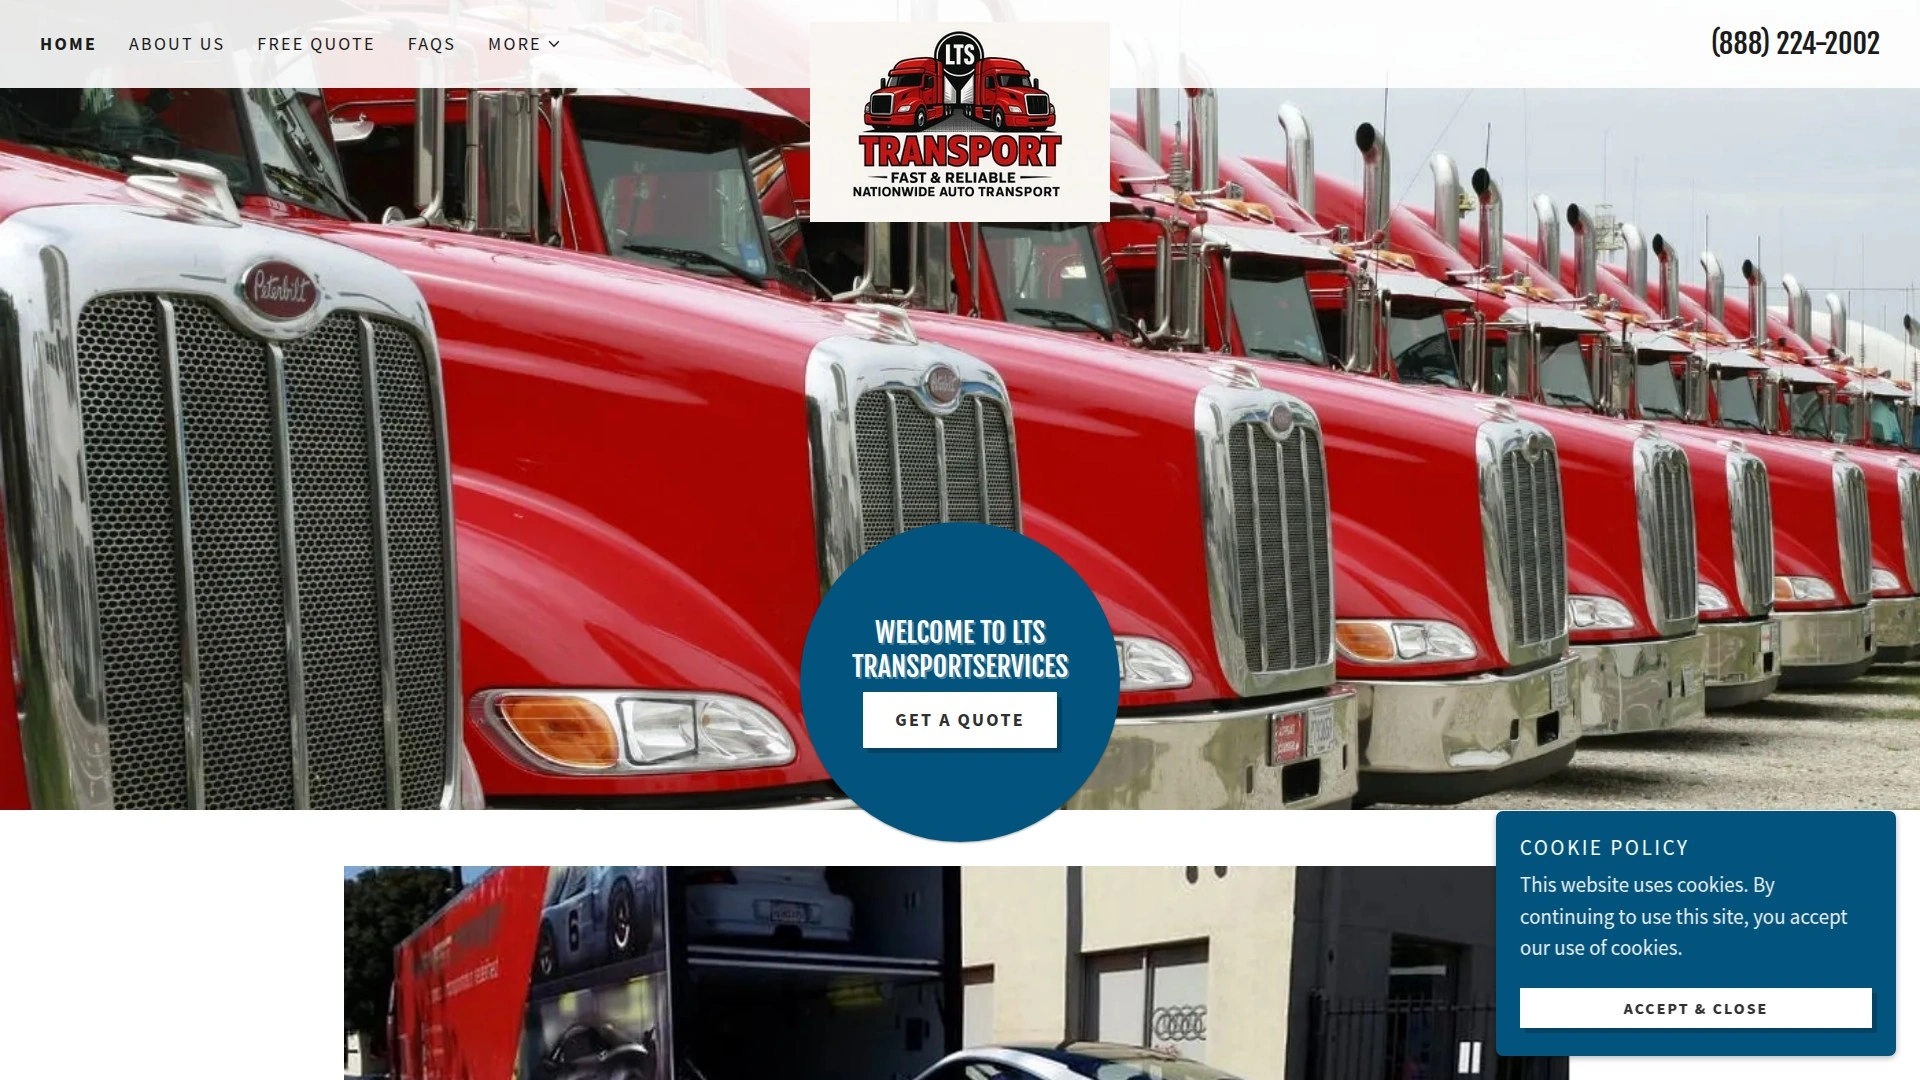 HOME ABOUT US FREE QUOTE FAQS MORE
(888) 224-2002
LTS
TRANSPORT
FAST & RELIABLE
NATIONWIDE AUTO TRANSPORT
Peterbilt
WELCOME TO LTS
TRANSPORTSERVICES
GET A QUOTE
6
COOKIE POLICY
This website uses cookies. By
continuing to use this site, you accept
our use of cookies.
ACCEPT & CLOSE